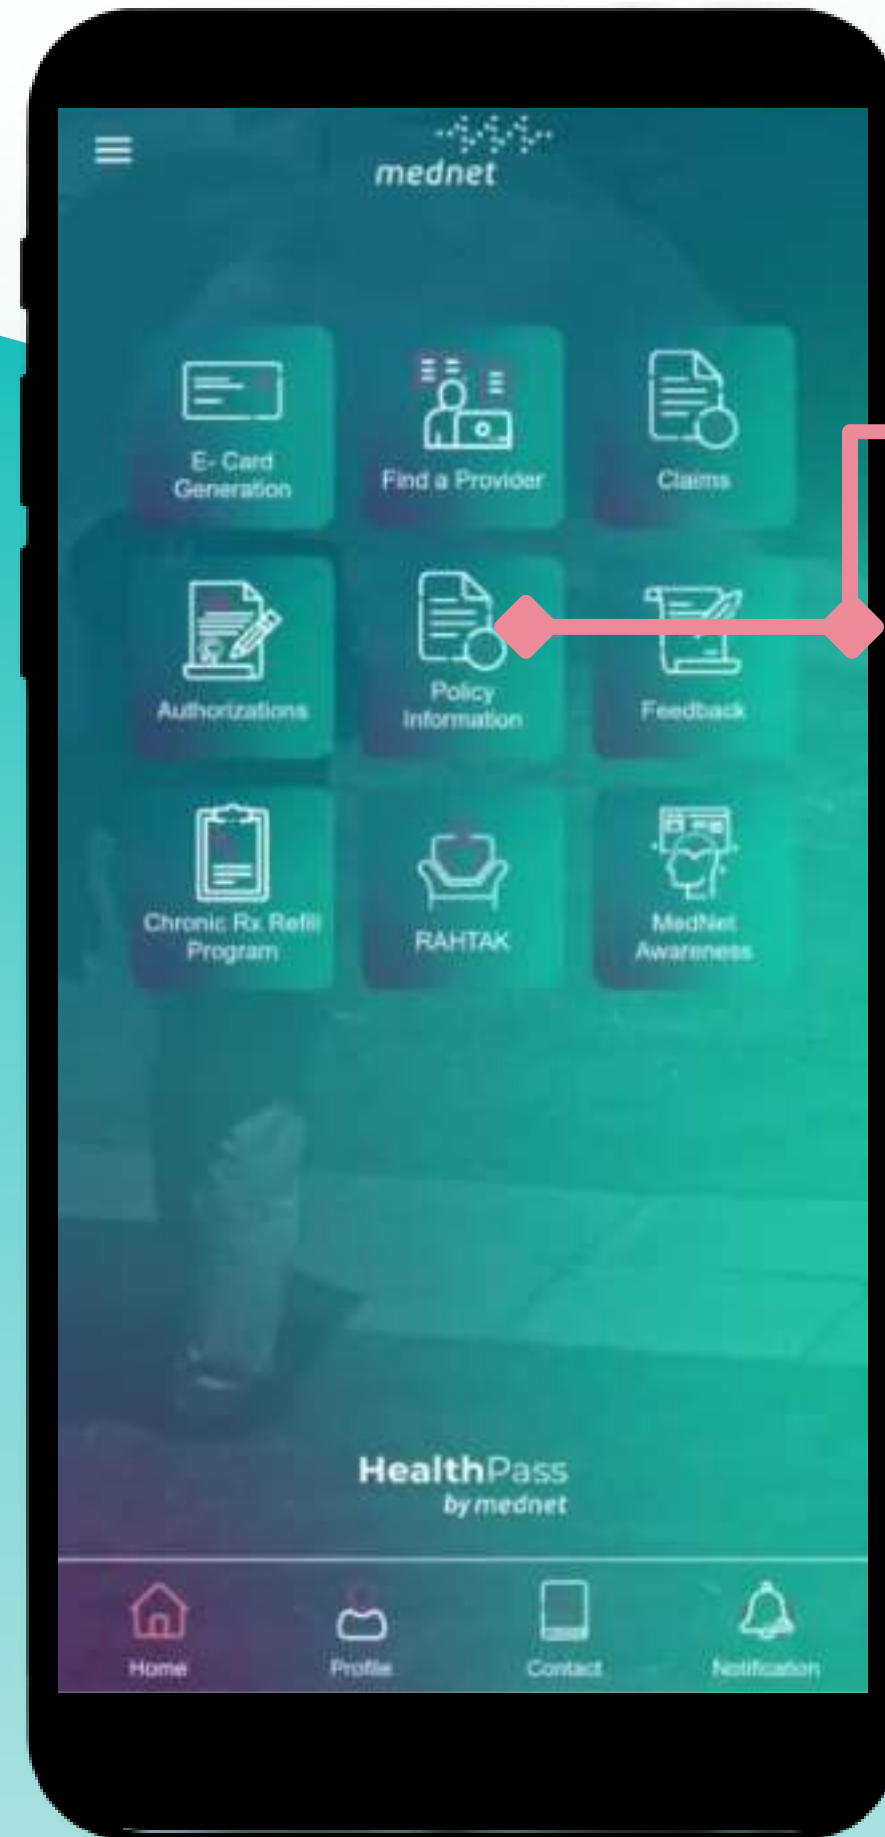 mednet
E- Card
Generation
Find a Provider
Claims
Authorizations
Policy
Information
Feedback
Chronic Rx Refill
Program
RAHTAK
MedNet
Awareness
HealthPass
by mednet
Home
Profile
Contact
Notification